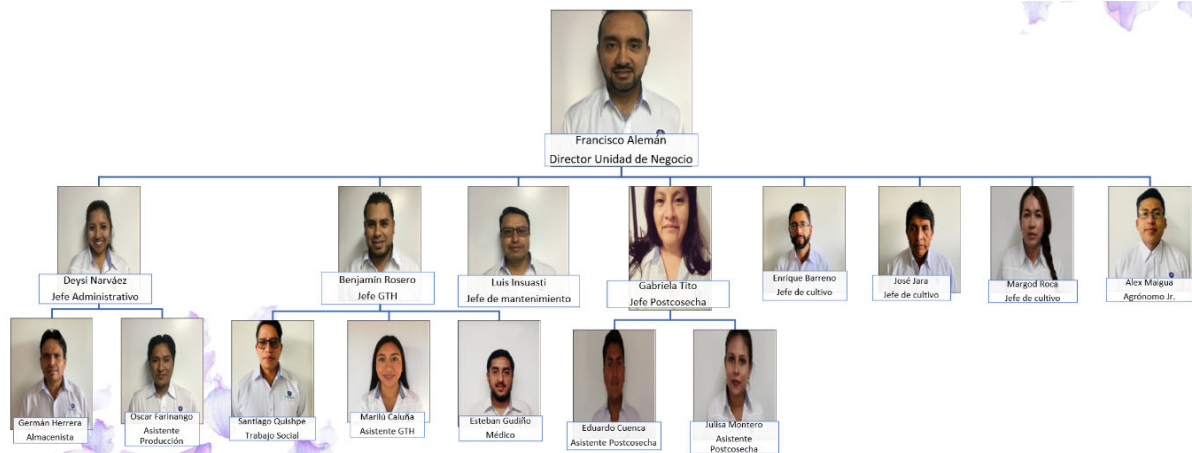 Francisco Alemán
Director Unidad de Negocio
Deysi Narváez
Jefe Administrativo
Benjamín Rosero
Jefe GTH
Luis Insuasti
Jefe de mantenimiento
Gabriela Tito
Jefe Postcosecha
Enrique Barreno
Jefe de cultivo
José Jara
Jefe de cultivo
Margod Roca
Jefe de cultivo
Alex Maigua
Agrónomo Jr.
Germán Herrera
Almacenista
Oscar Farinango
Asistente
Producción
Santiago Quishpe
Trabajo Social
Marilú Caluña
Asistente GTH
Esteban Gudiño
Médico
Eduardo Cuenca
Asistente Postcosecha
Julisa Montero
Asistente
Postcosecha